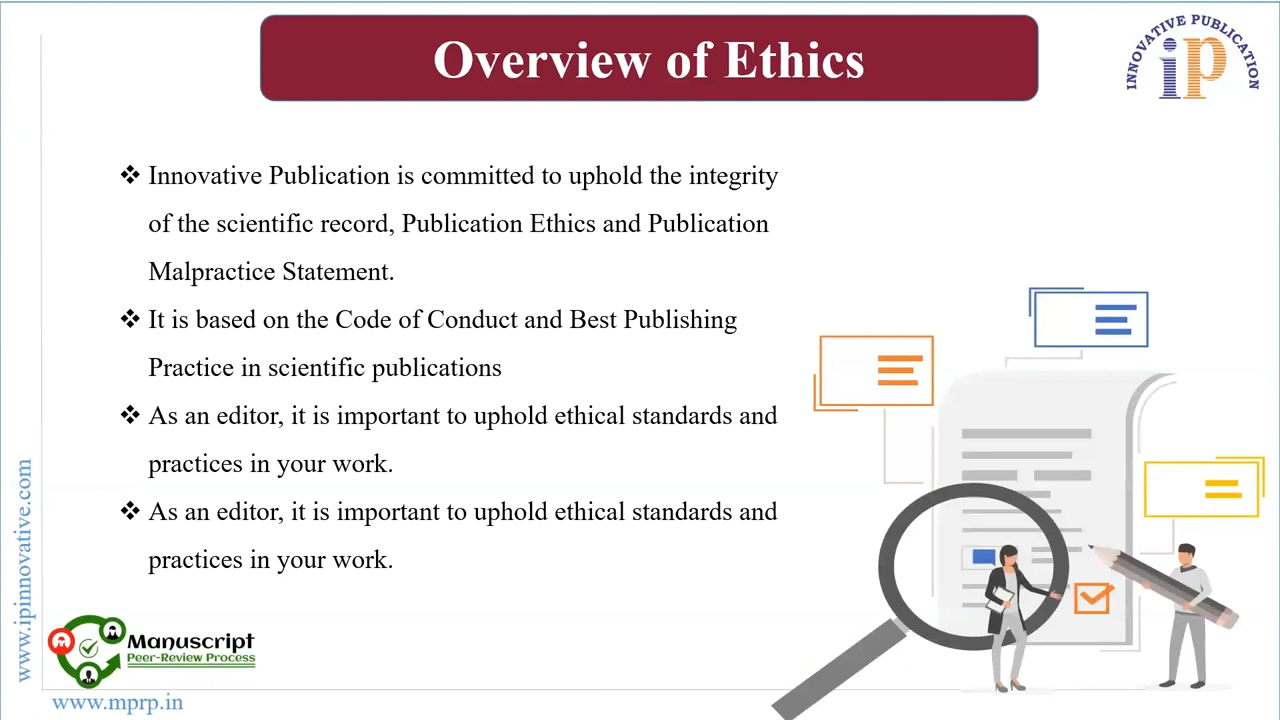 Overview of Ethics
INNOVATIVE PUBLICATION
iP
❖ Innovative Publication is committed to uphold the integrity
of the scientific record, Publication Ethics and Publication
Malpractice Statement.
❖ It is based on the Code of Conduct and Best Publishing
Practice in scientific publications
❖ As an editor, it is important to uphold ethical standards and
practices in your work.
❖ As an editor, it is important to uphold ethical standards and
practices in your work.
www.ipinnovative.com
Manuscript
Peer-Review Process
www.mprp.in